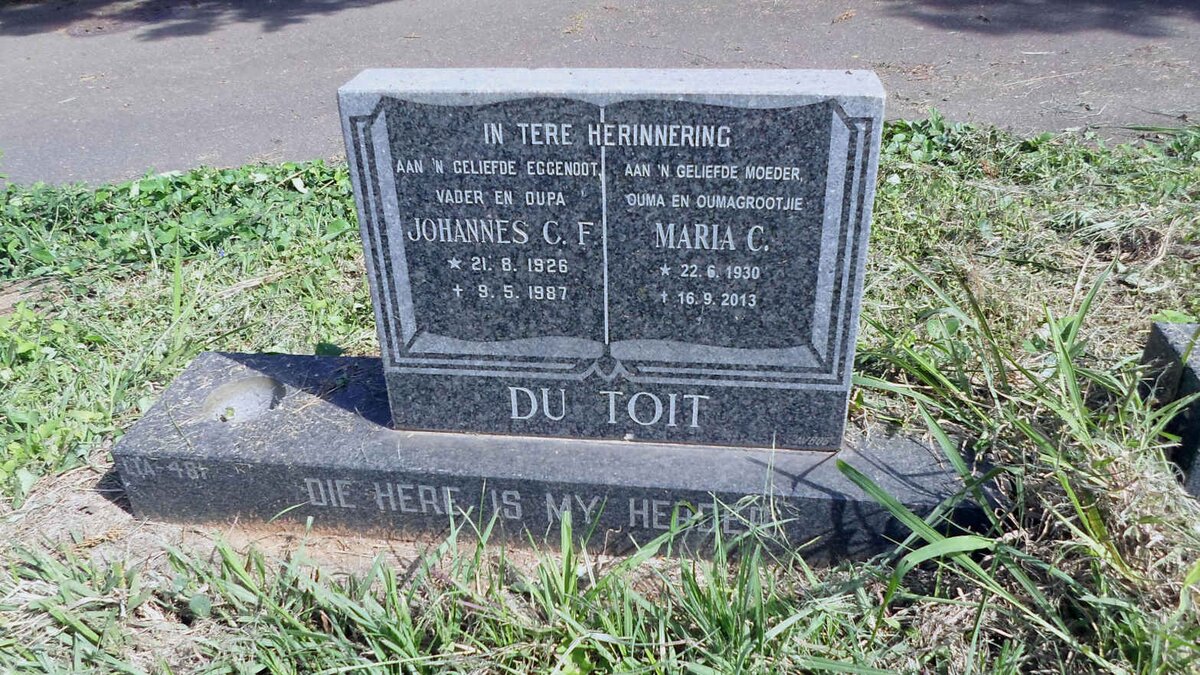 IN TERE HERINNERING
AAN 'N GELIEFDE EGGENOOT,
VADER EN OUPA
JOHANNES C. F.
★ 21. 8. 1926
✝ 9. 5. 1987
AAN 'N GELIEFDE MOEDER,
OUMA EN OUMAGROOTJIE
MARIA C.
★ 22. 6. 1930
✝ 16. 9. 2013
DU TOIT
AVBOB
DIE HERE IS MY HERDER